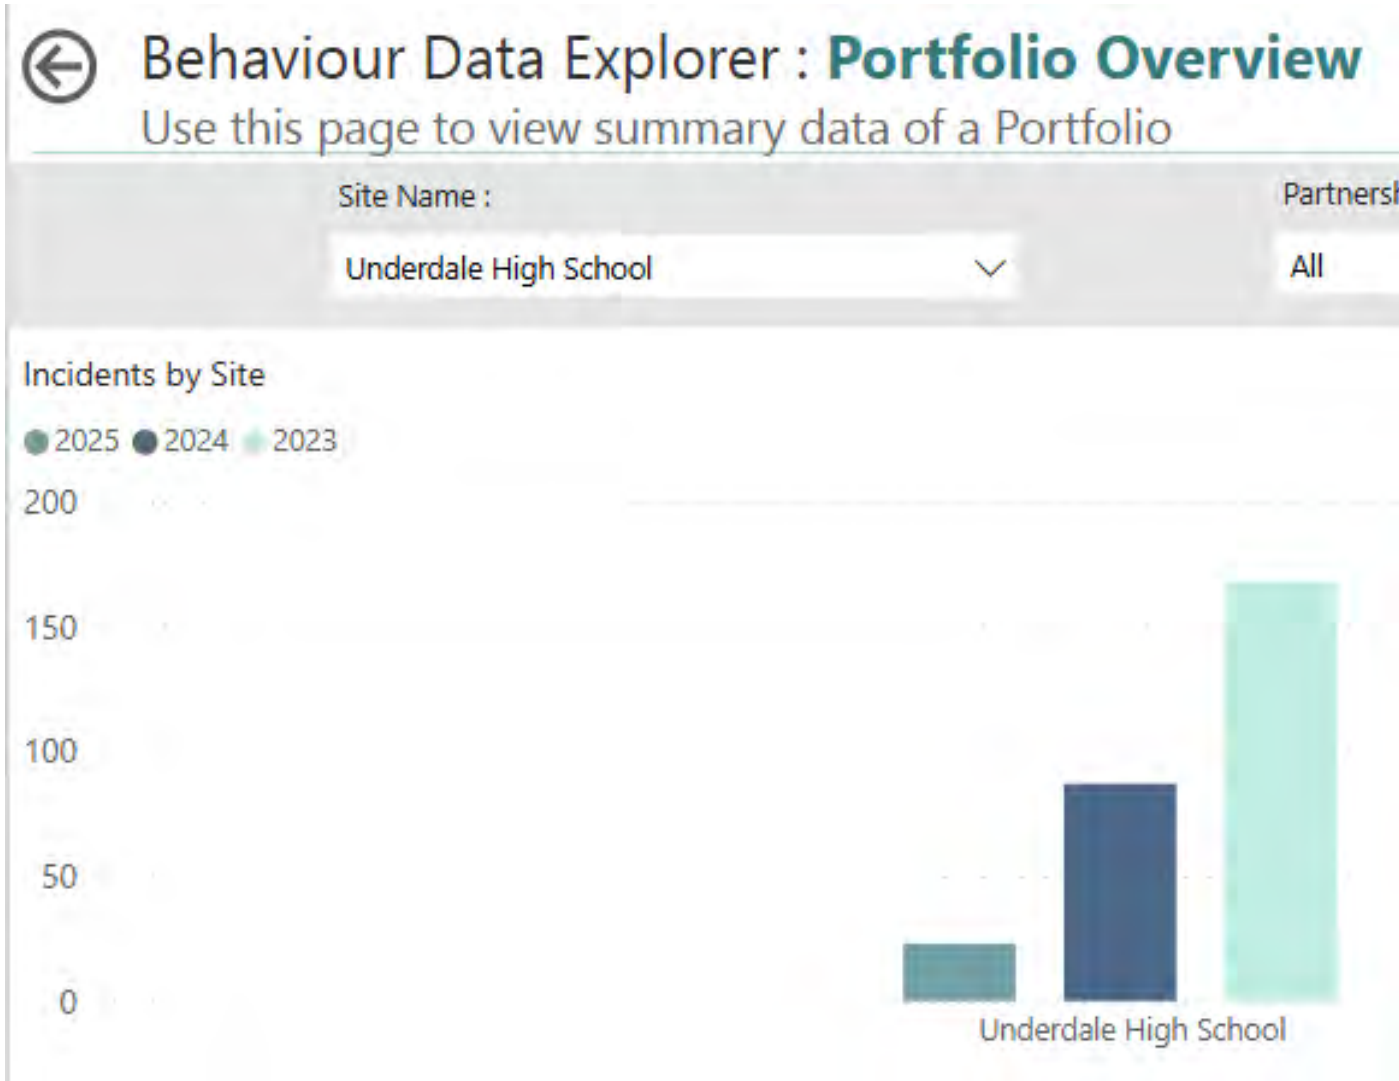 Behaviour Data Explorer : Portfolio Overview
Use this page to view summary data of a Portfolio
Site Name :
Partnersh
Underdale High School
All
Incidents by Site
2025 2024 2023
200
150
100
50
0
Underdale High School